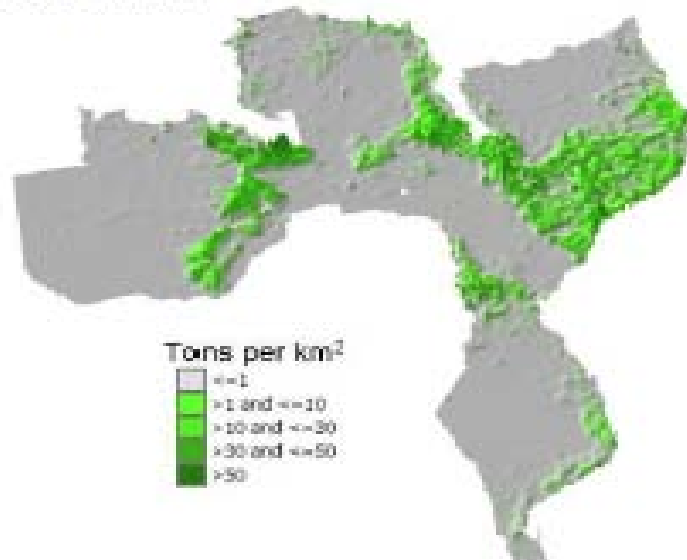 Tons per km²
<=1
>1 and <=10
>10 and <=30
>30 and <=50
>50